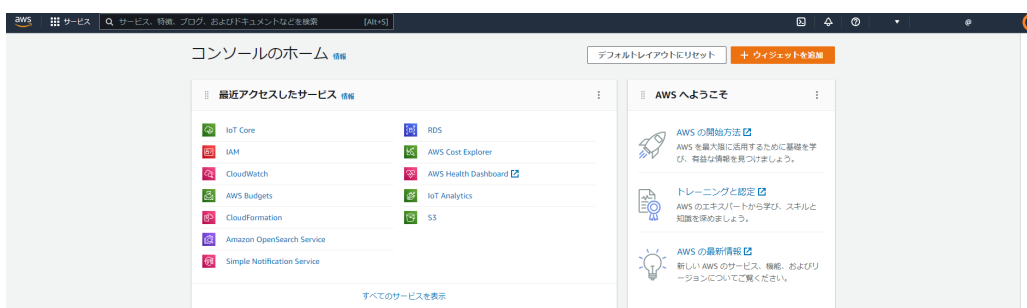 aws サービス サービス、特徴、ブログ、およびドキュメントなどを検索 [Alt+S] @
コンソールのホーム 情報
デフォルトレイアウトにリセット
+ ウィジェットを追加
最近アクセスしたサービス 情報
IoT Core
IAM
CloudWatch
AWS Budgets
CloudFormation
Amazon OpenSearch Service
Simple Notification Service
RDS
AWS Cost Explorer
AWS Health Dashboard
IoT Analytics
S3
すべてのサービスを表示
AWS へようこそ
AWS の開始方法
AWS を最大限に活用するために基礎を学
び、有益な情報を見つけましょう。
トレーニングと認定
AWS のエキスパートから学び、スキルと
知識を深めましょう。
AWS の最新情報
新しい AWS のサービス、機能、およびリ
ージョンについてご覧ください。